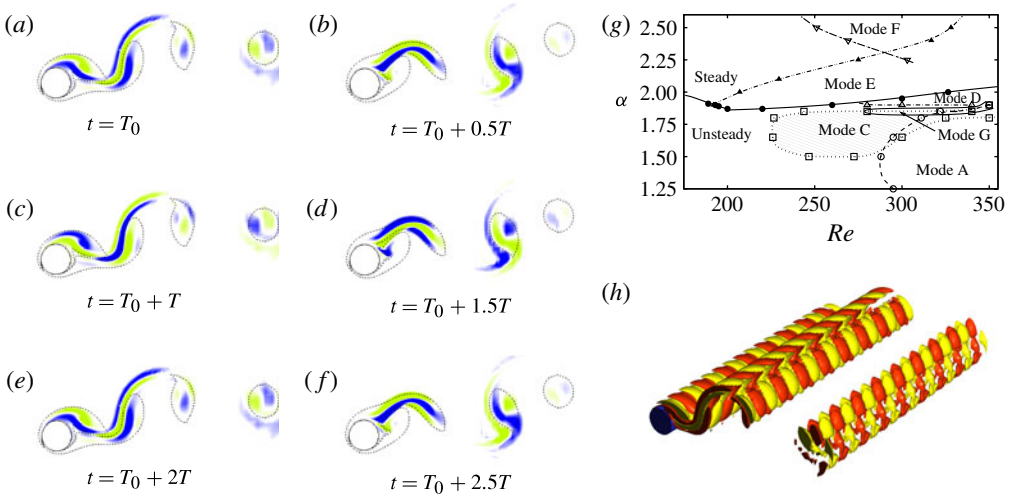 (a)
t = T0
(b)
t = T0 + 0.5T
(c)
t = T0 + T
(d)
t = T0 + 1.5T
(e)
t = T0 + 2T
(f)
t = T0 + 2.5T
(g)
2.50
2.25
2.00
1.75
1.50
1.25
α
Steady
Unsteady
Mode F
Mode E
Mode D
Mode C
Mode G
Mode A
200
250
300
350
Re
(h)